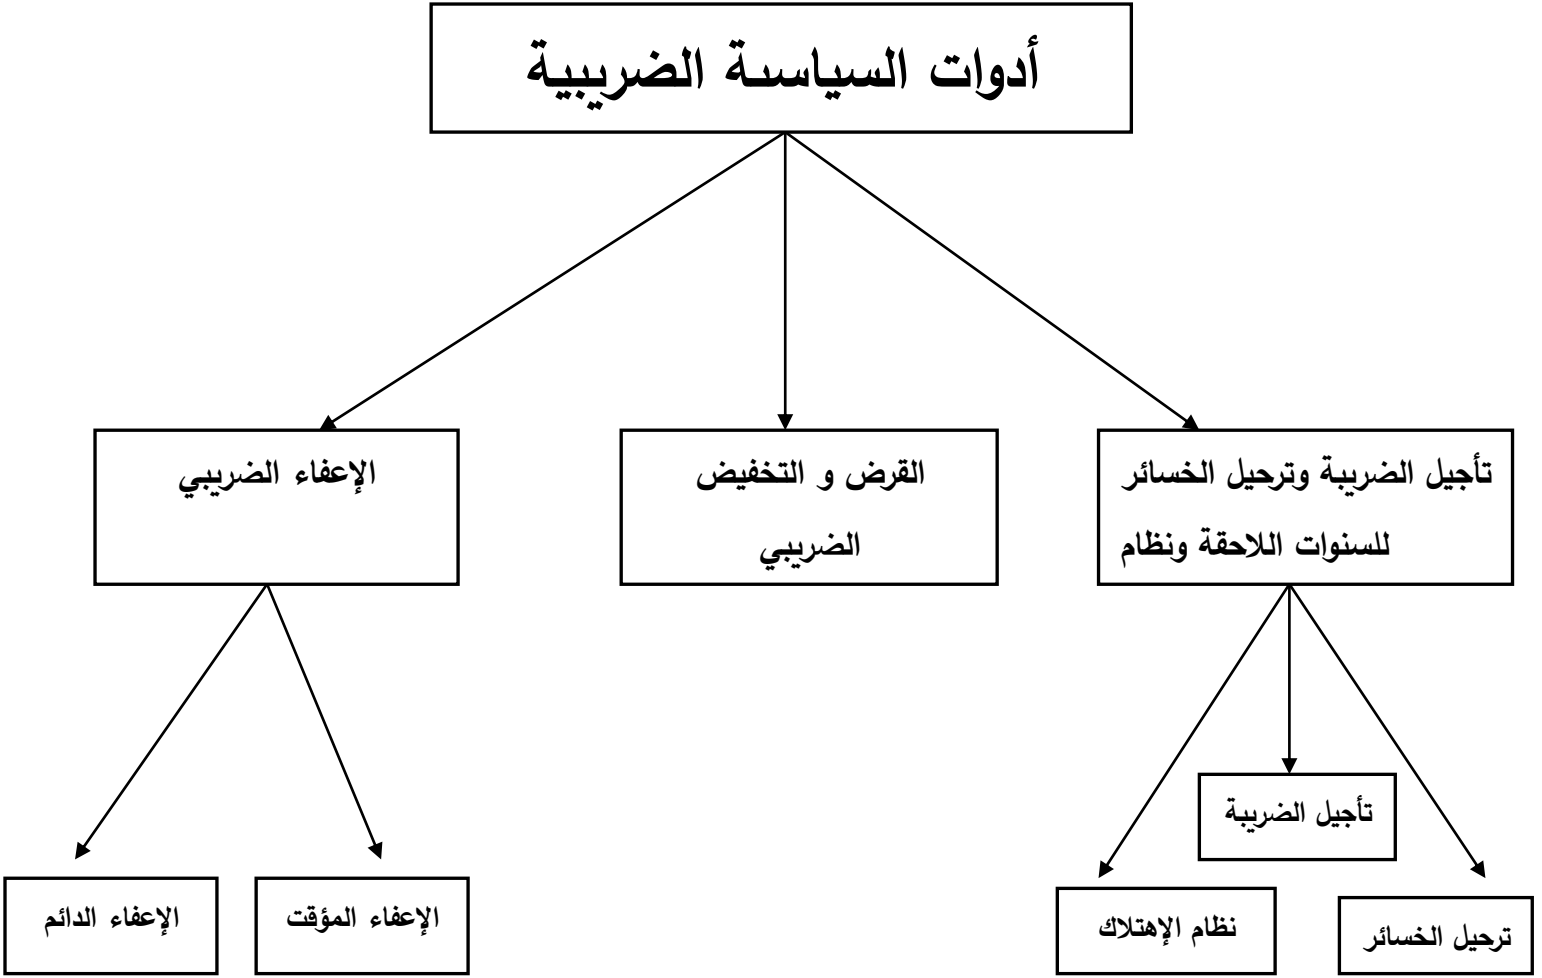 أدوات السياسة الضريبية
تأجيل الضريبة وترحيل الخسائر
للسنوات اللاحقة ونظام
القرض و التخفيض
الضريبي
الإعفاء الضريبي
تأجيل الضريبة
ترحيل الخسائر
نظام الإهتلاك
الإعفاء المؤقت
الإعفاء الدائم